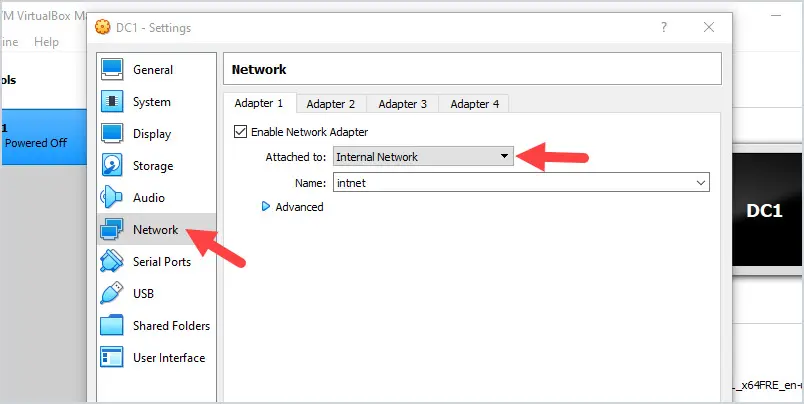 M VirtualBox Ma
DC1 - Settings
?
ine Help
ols
1
Powered Off
General
System
Display
Storage
Audio
Network
Serial Ports
USB
Shared Folders
User Interface
Network
Adapter 1 Adapter 2 Adapter 3 Adapter 4
Enable Network Adapter
Attached to: Internal Network
Name: intnet
Advanced
DC1
_x64FRE_en-